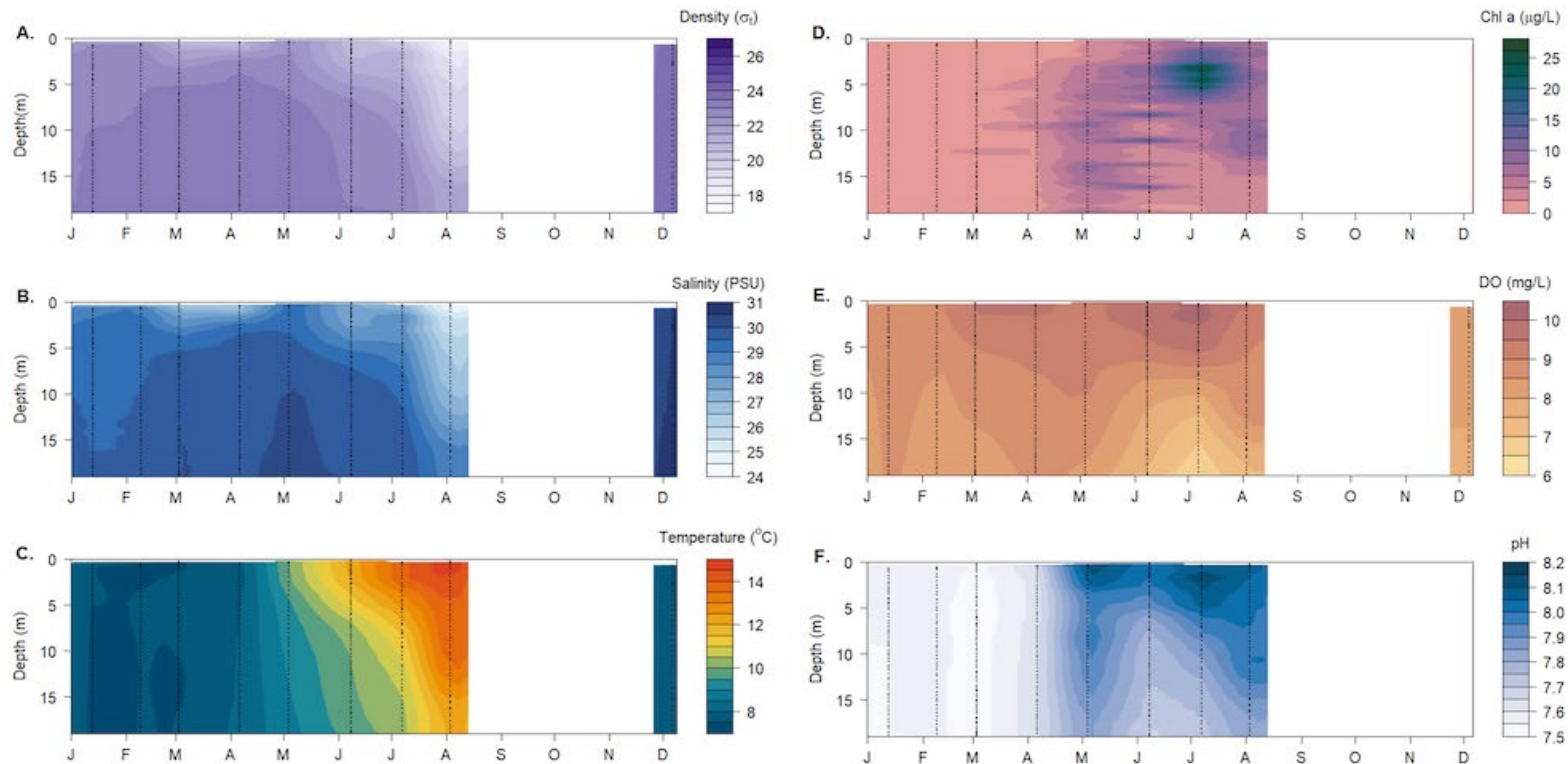 A.
Density (σt)
0
5
10
15
Depth(m)
J F M A M J J A S O N D
26
24
22
20
18
B.
Salinity (PSU)
0
5
10
15
Depth (m)
J F M A M J J A S O N D
31
30
29
28
27
26
25
24
C.
Temperature (°C)
0
5
10
15
Depth (m)
J F M A M J J A S O N D
14
12
10
8
D.
Chl a (µg/L)
0
5
10
15
Depth (m)
J F M A M J J A S O N D
25
20
15
10
5
0
E.
DO (mg/L)
0
5
10
15
Depth (m)
J F M A M J J A S O N D
10
9
8
7
6
F.
pH
0
5
10
15
Depth (m)
J F M A M J J A S O N D
8.2
8.1
8.0
7.9
7.8
7.7
7.6
7.5